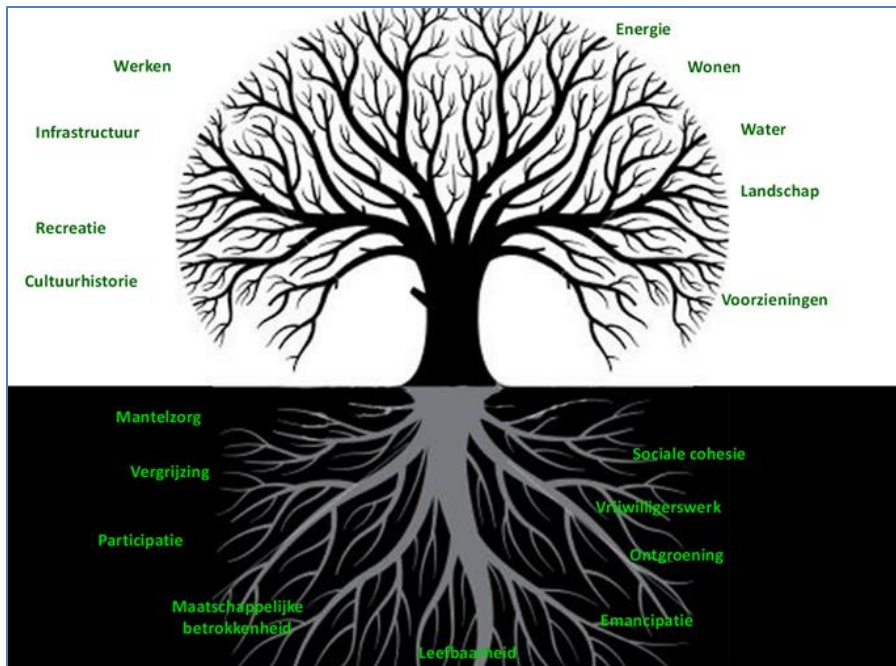 Energie
Werken
Wonen
Infrastructuur
Water
Landschap
Recreatie
Cultuurhistorie
Voorzieningen
Mantelzorg
Sociale cohesie
Vergrijzing
Vrijwilligerswerk
Participatie
Ontgroening
Maatschappelijke
betrokkenheid
Emancipatie
Leefbaarheid